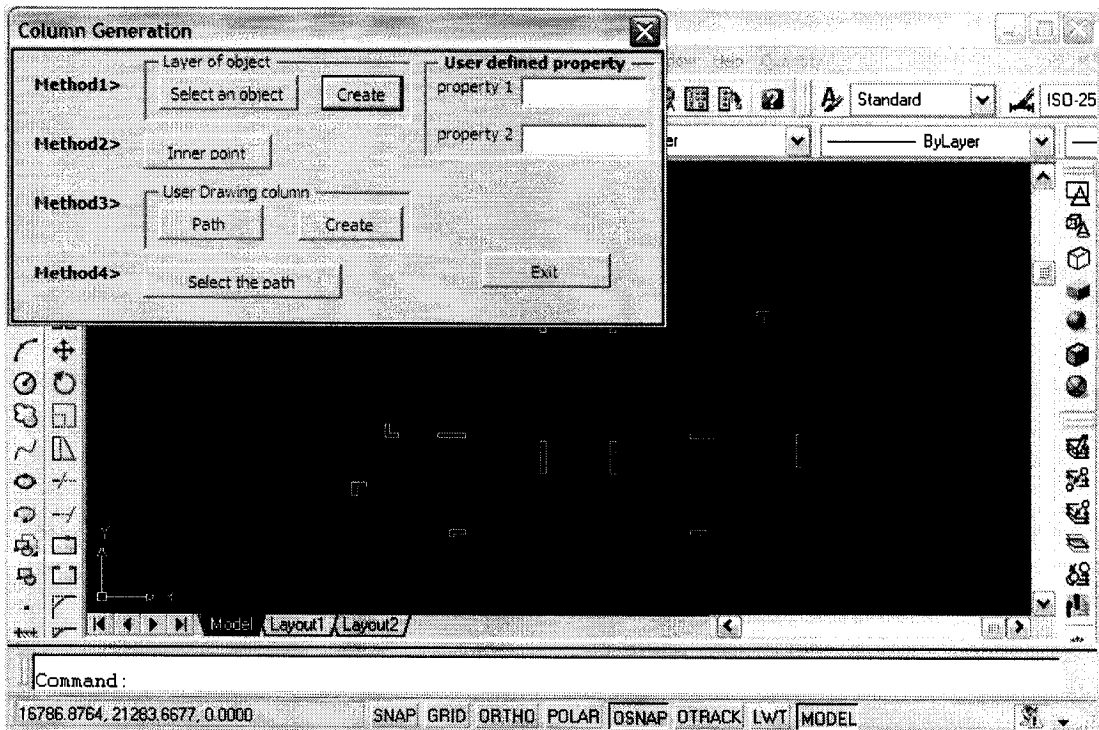 Column Generation
Layer of object
User defined property
Method1>
Select an object
Create
property 1
Method2>
Inner point
property 2
Method3>
User Drawing column
Path
Create
Method4>
Select the path
Exit
Help
Standard
ISO-25
ByLayer
Y
Model
Layout1
Layout2
Command:
16786.8764, 21283.6677, 0.0000
SNAP GRID ORTHO POLAR OSNAP OTRACK LWT MODEL